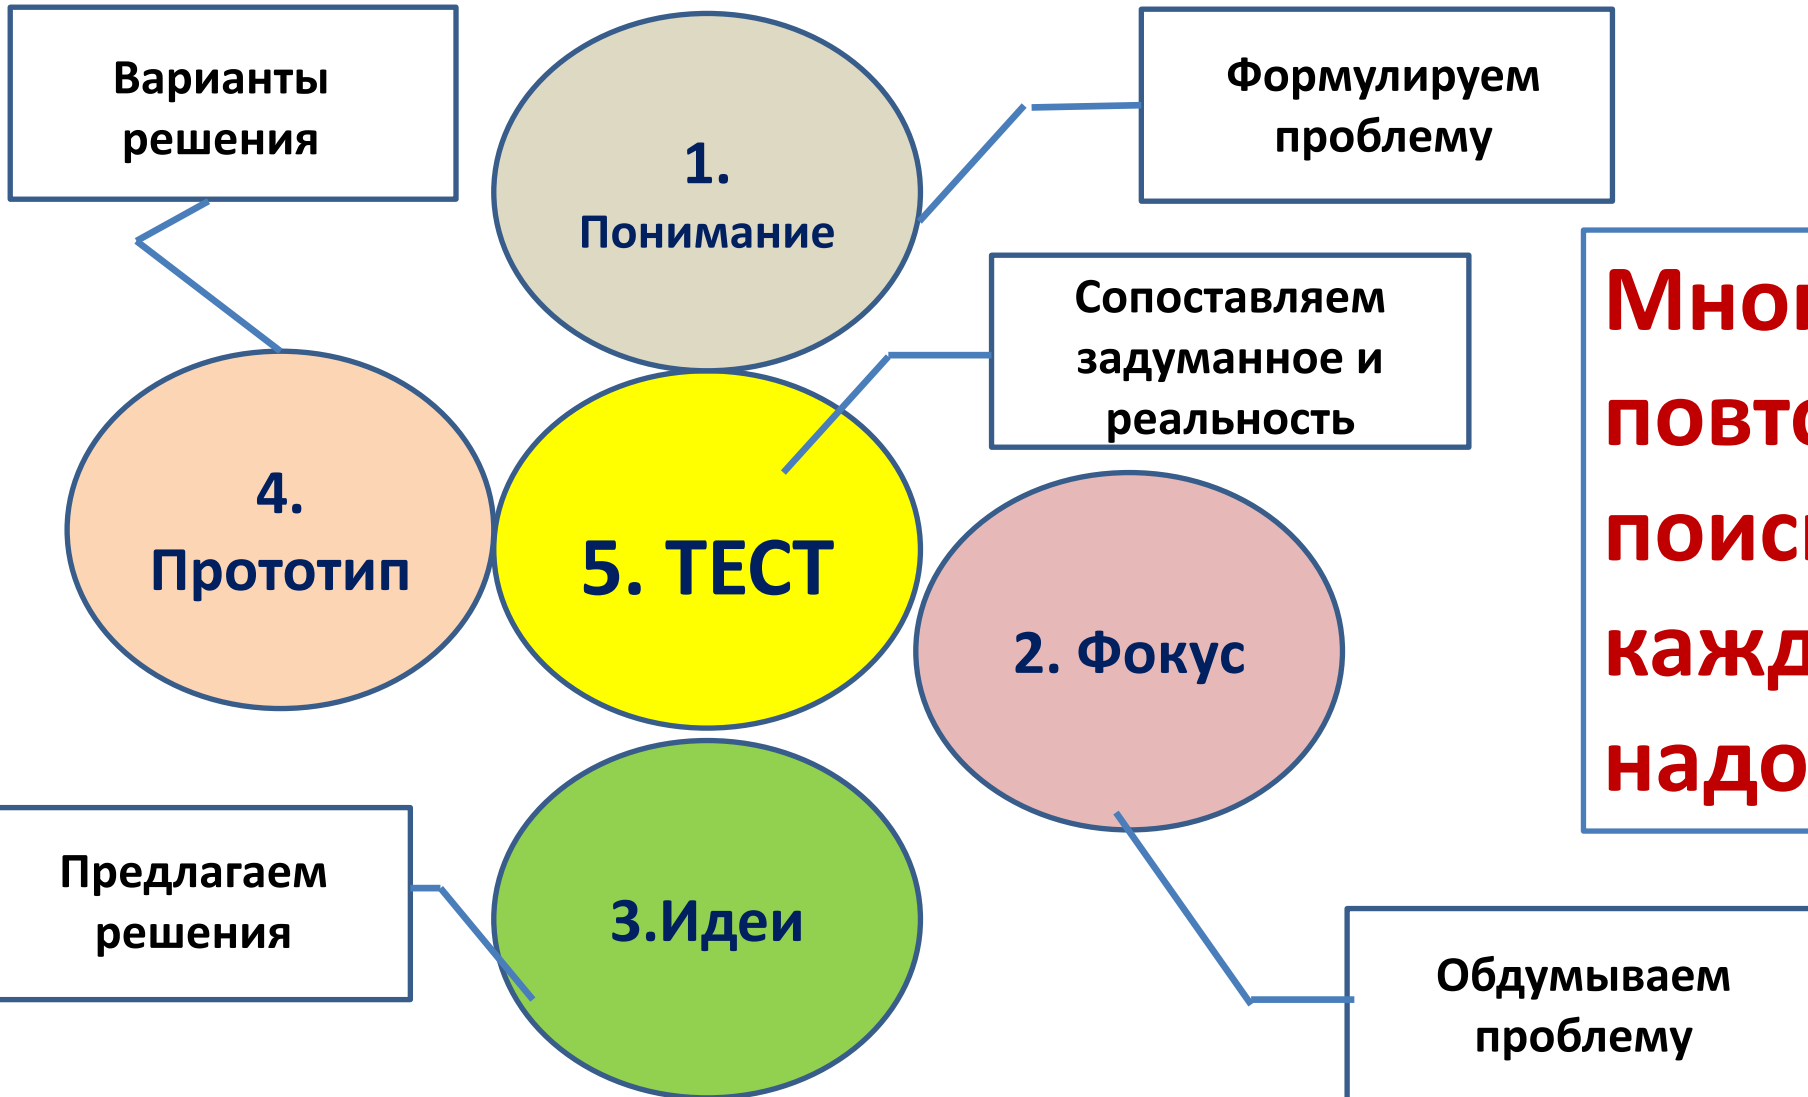 Варианты
решения
1.
Понимание
Формулируем
проблему
Сопоставляем
задуманное и
реальность
4.
Прототип
5. ТЕСТ
2. Фокус
3.Идеи
Предлагаем
решения
Обдумываем
проблему
надо